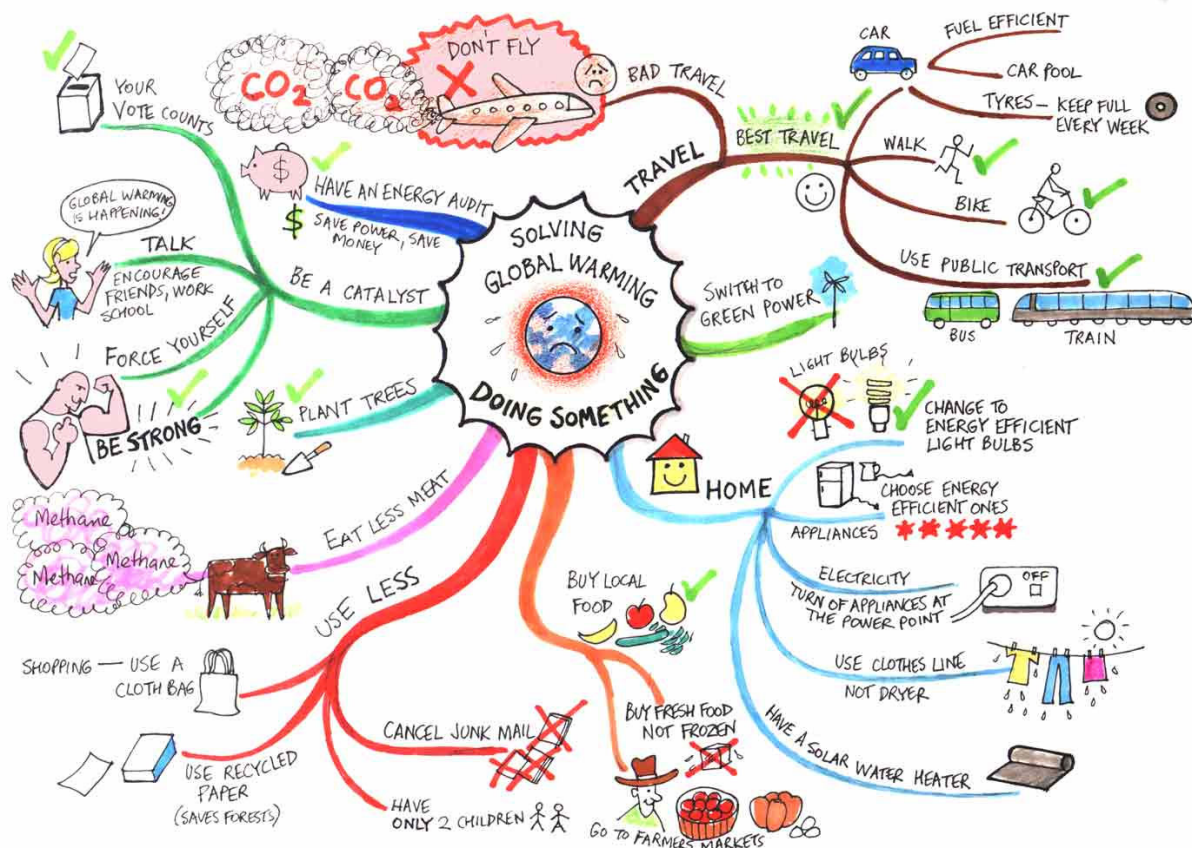 SOLVING
GLOBAL WARMING
DOING SOMETHING
TRAVEL
BAD TRAVEL
DON'T FLY
CO2
CO2
BEST TRAVEL
CAR
FUEL EFFICIENT
CAR POOL
TYRES — KEEP FULL
EVERY WEEK
WALK
BIKE
USE PUBLIC TRANSPORT
BUS
TRAIN
SWITH TO
GREEN POWER
HOME
LIGHT BULBS
CHANGE TO
ENERGY EFFICIENT
LIGHT BULBS
APPLIANCES
CHOOSE ENERGY
EFFICIENT ONES
ELECTRICITY
TURN OF APPLIANCES AT
THE POWER POINT
OFF
USE CLOTHES LINE
NOT DRYER
HAVE A SOLAR WATER HEATER
BUY LOCAL
FOOD
BUY FRESH FOOD
NOT FROZEN
GO TO FARMERS MARKETS
USE LESS
SHOPPING — USE A
CLOTH BAG
USE RECYCLED
PAPER
(SAVES FORESTS)
CANCEL JUNK MAIL
HAVE
ONLY 2 CHILDREN
EAT LESS MEAT
Methane
Methane
Methane
PLANT TREES
BE A CATALYST
YOUR
VOTE COUNTS
TALK
ENCOURAGE
FRIENDS, WORK
SCHOOL
GLOBAL WARMING
IS HAPPENING!
FORCE YOURSELF
BE STRONG
HAVE AN ENERGY AUDIT
SAVE POWER, SAVE
MONEY
$
$